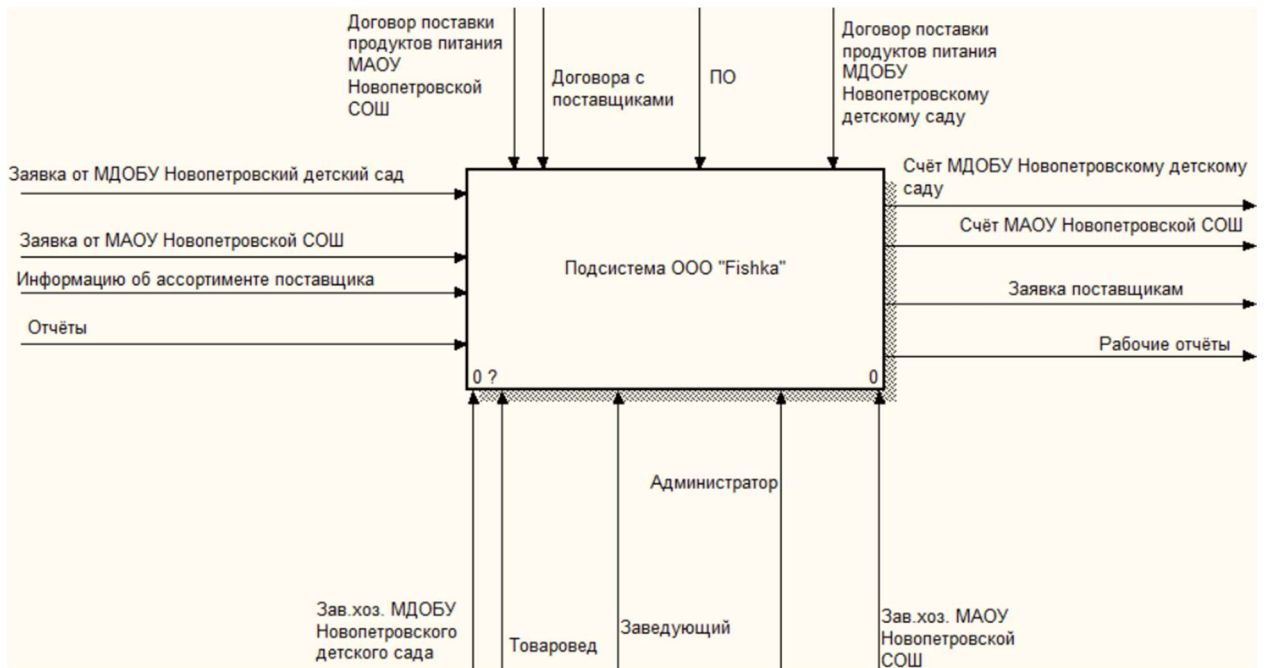 Договор поставки
продуктов питания
МАОУ
Новопетровской
СОШ
Договора с
поставщиками
ПО
Договор поставки
продуктов питания
МДОБУ
Новопетровскому
детскому саду
Заявка от МДОБУ Новопетровский детский сад
Заявка от МАОУ Новопетровской СОШ
Информацию об ассортименте поставщика
Отчёты
Подсистема ООО "Fishka"
0 ?
0
Счёт МДОБУ Новопетровскому детскому
саду
Счёт МАОУ Новопетровской СОШ
Заявка поставщикам
Рабочие отчёты
Администратор
Зав.хоз. МДОБУ
Новопетровского
детского сада
Товаровед
Заведующий
Зав.хоз. МАОУ
Новопетровской
СОШ